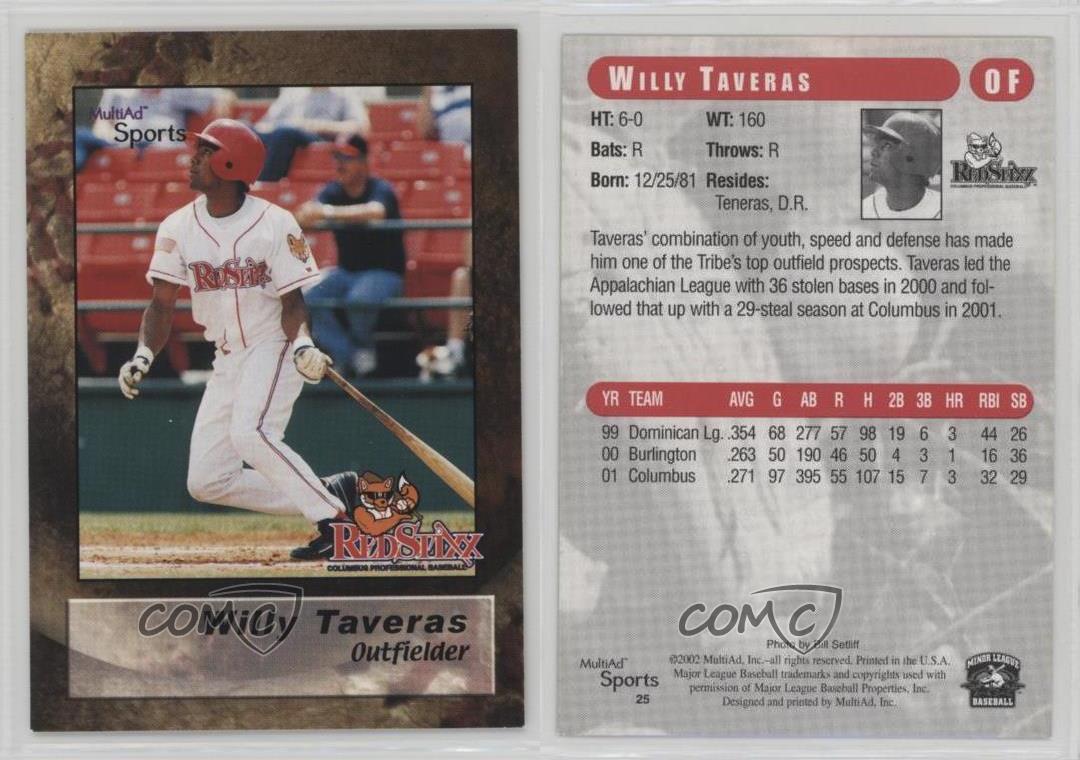 MultiAd™
Sports
REDSTIXX
REDSTIXX
COLUMBUS PROFESSIONAL BASEBALL
Willy Taveras
Outfielder
COMC
WILLY TAVERAS OF
HT: 6-0 WT: 160
Bats: R Throws: R
Born: 12/25/81 Resides:
Teneras, D.R.
REDSTIXX
COLUMBUS PROFESSIONAL BASEBALL
Taveras' combination of youth, speed and defense has made
him one of the Tribe's top outfield prospects. Taveras led the
Appalachian League with 36 stolen bases in 2000 and fol-
lowed that up with a 29-steal season at Columbus in 2001.
YR TEAM AVG G AB R H 2B 3B HR RBI SB
99 Dominican Lg. .354 68 277 57 98 19 6 3 44 26
00 Burlington .263 50 190 46 50 4 3 1 16 36
01 Columbus .271 97 395 55 107 15 7 3 32 29
COMC
Photo by Bill Setliff
©2002 MultiAd, Inc.–all rights reserved. Printed in the U.S.A.
Major League Baseball trademarks and copyrights used with
permission of Major League Baseball Properties, Inc.
Designed and printed by MultiAd, Inc.
MultiAd™
Sports
25
MINOR LEAGUE
BASEBALL